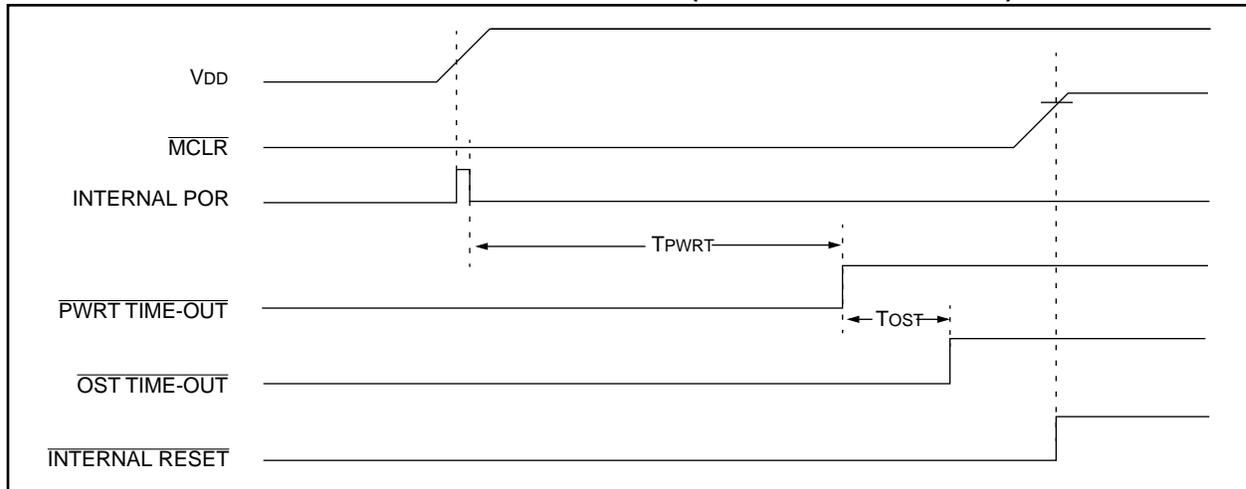 VDD
MCLR
INTERNAL POR
TPWRT
PWRT TIME-OUT
TOST
OST TIME-OUT
INTERNAL RESET